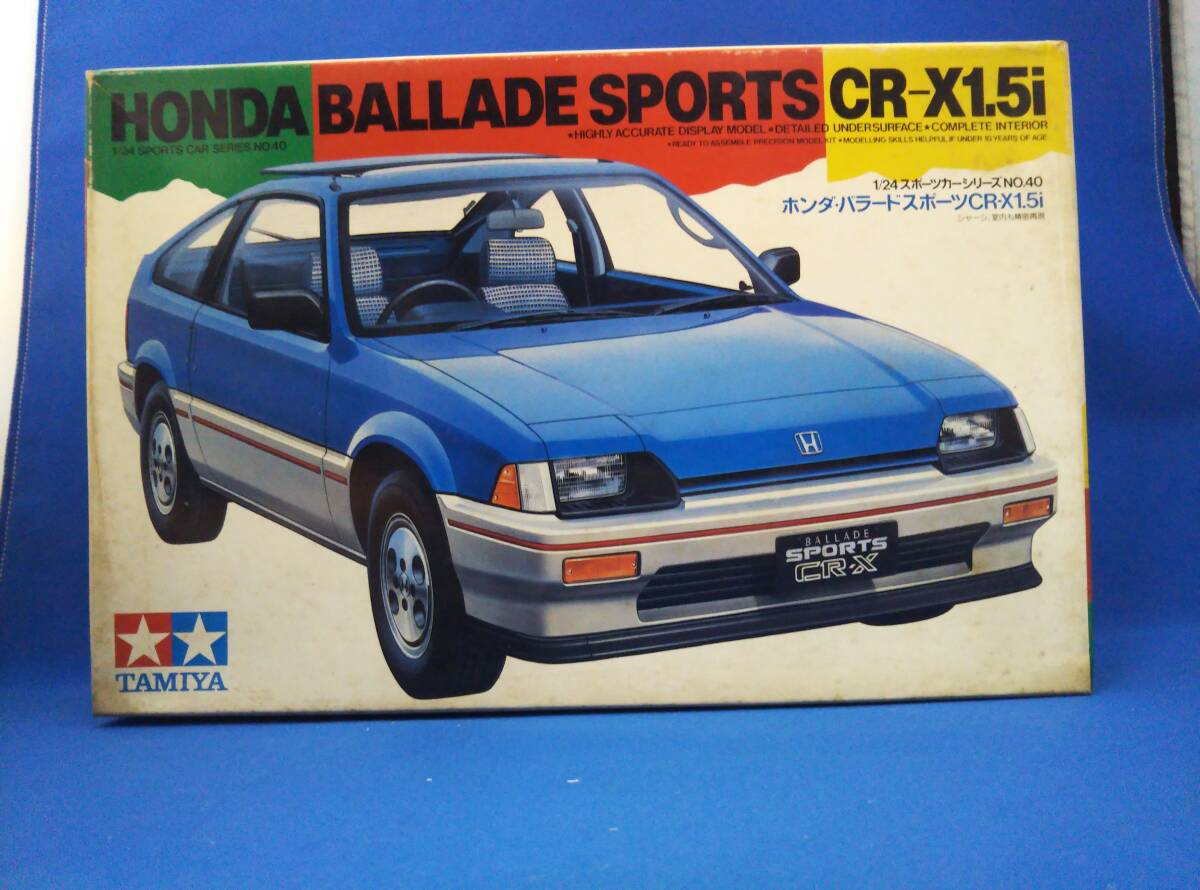 HONDA BALLADE SPORTS CR-X1.5i
1/24 SPORTS CAR SERIES NO.40
★HIGHLY ACCURATE DISPLAY MODEL ★DETAILED UNDERSURFACE ★COMPLETE INTERIOR
★READY TO ASSEMBLE PRECISION MODEL KIT ★MODELLING SKILLS HELPFUL IF UNDER 10 YEARS OF AGE
1/24 スポーツカーシリーズNO.40
ホンダ・バラードスポーツCR-X1.5i
シャーシ、室内も精密再現
BALLADE
SPORTS
CR-X
TAMIYA